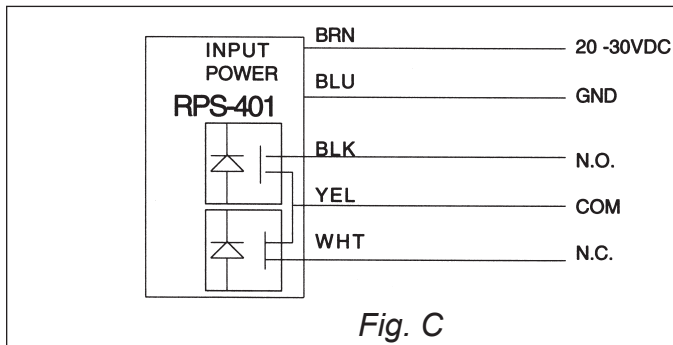 INPUT
POWER
RPS-401
BRN
20 -30VDC
BLU
GND
BLK
N.O.
YEL
COM
WHT
N.C.
Fig. C